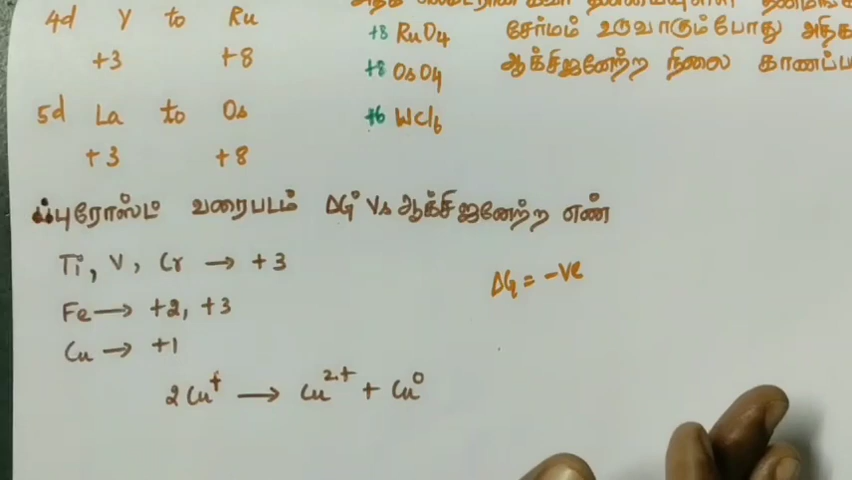 4d Y to Ru
+3 +8
5d La to Os
+3 +8
+8 RuO4 சேர்மம் உருவாகும்போது அதிக
+8 OsO4 ஆக்சிஜனேற்ற நிலை காணப்ப
+6 WCl6
ஃப்ரோஸ்ட் வரைபடம் ΔG° Vs ஆக்சிஜனேற்ற எண்
Ti, V, Cr → +3
Fe → +2, +3
Cu → +1
ΔG = -ve
2Cu⁺ → Cu²⁺ + Cu⁰